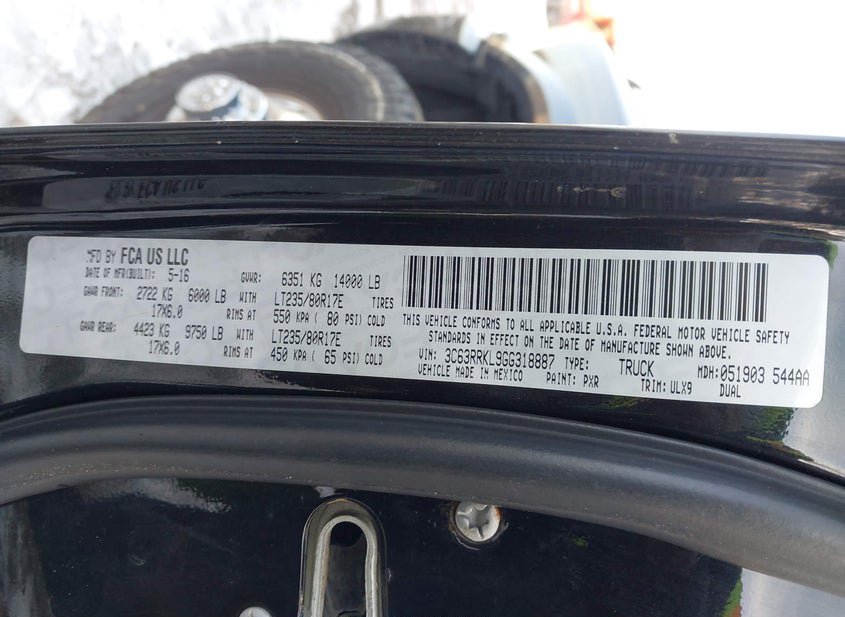 MFD BY FCA US LLC
DATE OF MFR(BUILT): 5-16 GVWR: 6351 KG 14000 LB
GAWR FRONT: 2722 KG 6000 LB WITH LT235/80R17E TIRES
17X6.0 RIMS AT 550 KPA ( 80 PSI) COLD
GAWR REAR: 4423 KG 9750 LB WITH LT235/80R17E TIRES
17X6.0 RIMS AT 450 KPA ( 65 PSI) COLD
THIS VEHICLE CONFORMS TO ALL APPLICABLE U.S.A. FEDERAL MOTOR VEHICLE SAFETY
STANDARDS IN EFFECT ON THE DATE OF MANUFACTURE SHOWN ABOVE.
VIN: 3C63RRKL9GG318887 TYPE: TRUCK MDH: 051903 544AA
VEHICLE MADE IN MEXICO PAINT: PXR TRIM: ULX9 DUAL